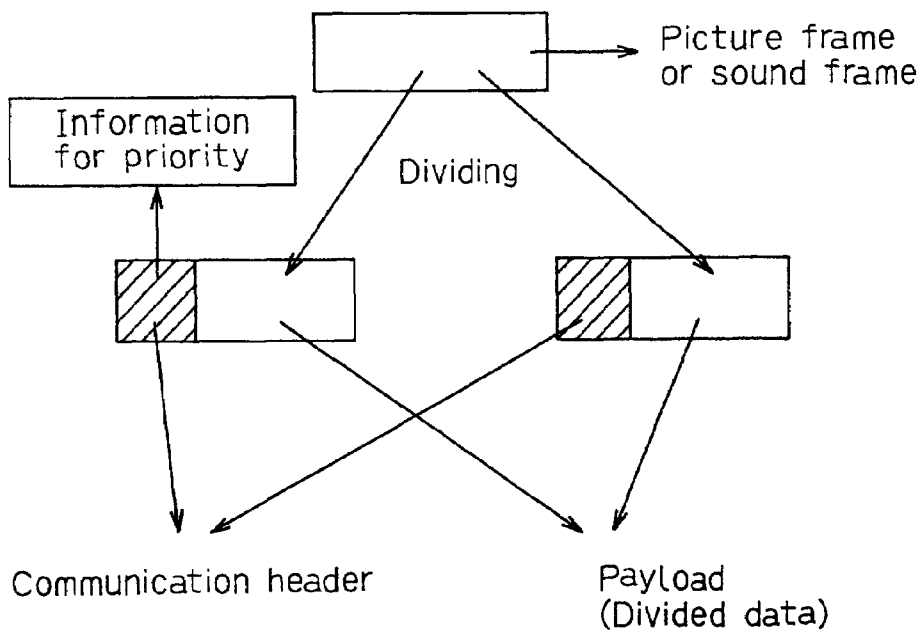 Picture frame
or sound frame
Information
for priority
Dividing
Communication header
Payload
(Divided data)